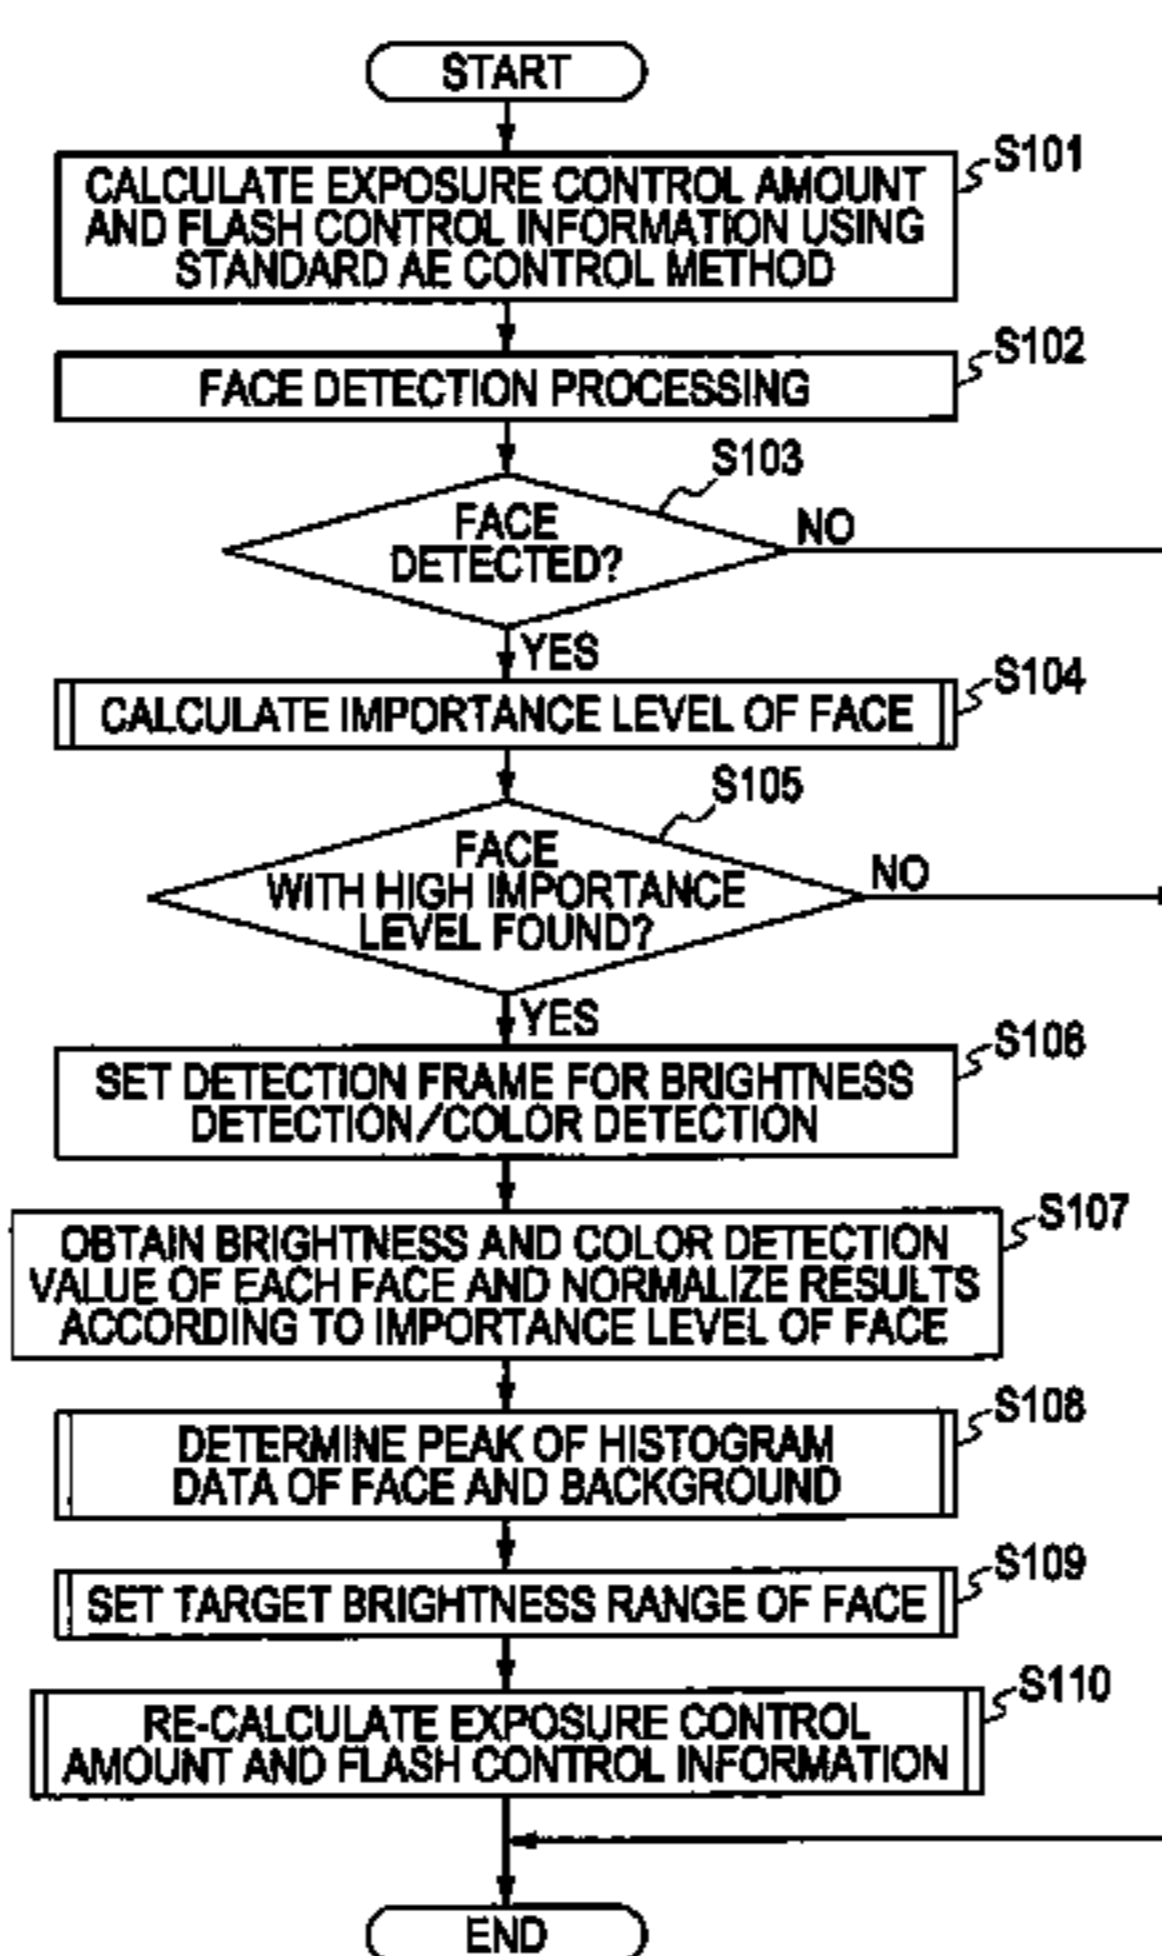 START
S101
CALCULATE EXPOSURE CONTROL AMOUNT
AND FLASH CONTROL INFORMATION USING
STANDARD AE CONTROL METHOD
S102
FACE DETECTION PROCESSING
S103
FACE
DETECTED?
NO
YES
S104
CALCULATE IMPORTANCE LEVEL OF FACE
S105
FACE
WITH HIGH IMPORTANCE
LEVEL FOUND?
NO
YES
S106
SET DETECTION FRAME FOR BRIGHTNESS
DETECTION/COLOR DETECTION
S107
OBTAIN BRIGHTNESS AND COLOR DETECTION
VALUE OF EACH FACE AND NORMALIZE RESULTS
ACCORDING TO IMPORTANCE LEVEL OF FACE
S108
DETERMINE PEAK OF HISTOGRAM
DATA OF FACE AND BACKGROUND
S109
SET TARGET BRIGHTNESS RANGE OF FACE
S110
RE-CALCULATE EXPOSURE CONTROL
AMOUNT AND FLASH CONTROL INFORMATION
END